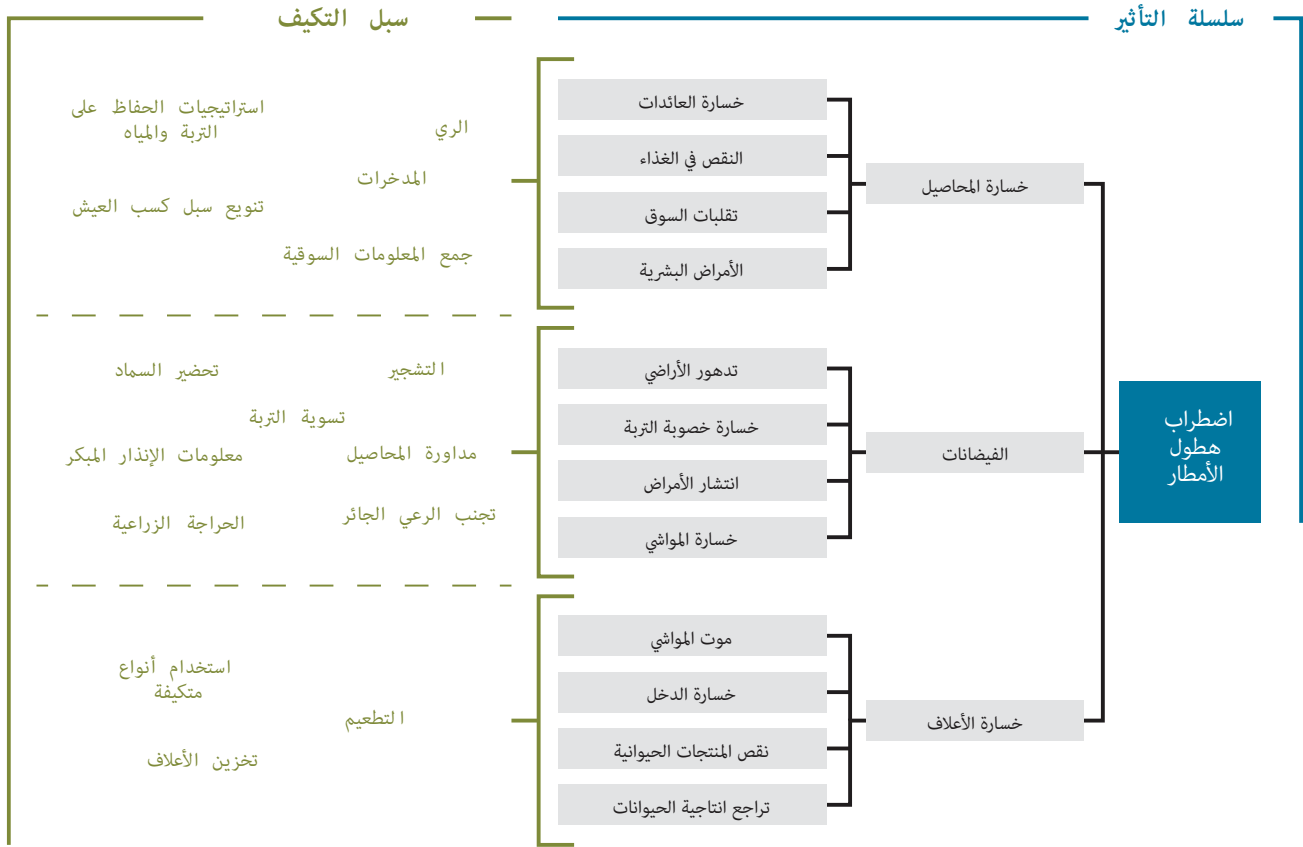 سلسلة التأثير
سبل التكيف
اضطراب
هطول
الأمطار
خسارة المحاصيل
خسارة العائدات
النقص في الغذاء
تقلبات السوق
الأمراض البشرية
الري
استراتيجيات الحفاظ على
التربة والمياه
المدخرات
تنويع سبل كسب العيش
جمع المعلومات السوقية
الفيضانات
تدهور الأراضي
خسارة خصوبة التربة
انتشار الأمراض
خسارة المواشي
التشجير
تحضير السماد
تسوية التربة
مداورة المحاصيل
معلومات الإنذار المبكر
تجنب الرعي الجائر
الحراجة الزراعية
خسارة الأعلاف
موت المواشي
خسارة الدخل
نقص المنتجات الحيوانية
تراجع انتاجية الحيوانات
استخدام أنواع
متكيفة
التطعيم
تخزين الأعلاف